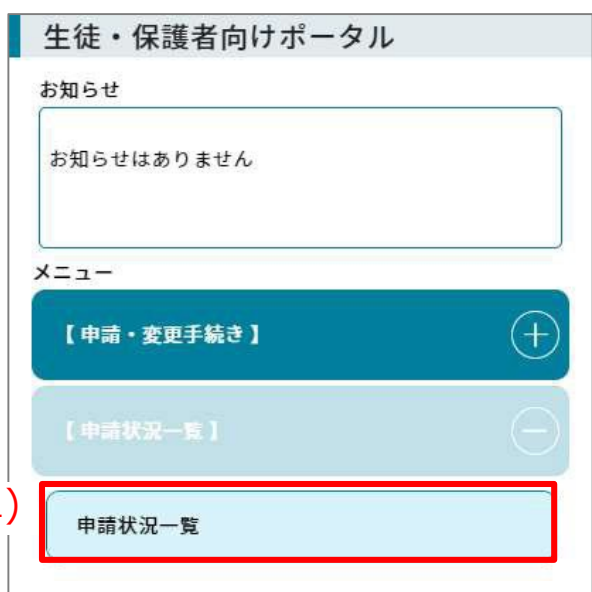 生徒・保護者向けポータル
お知らせ
お知らせはありません
メニュー
【申請・変更手続き】
【申請状況一覧】
)
申請状況一覧